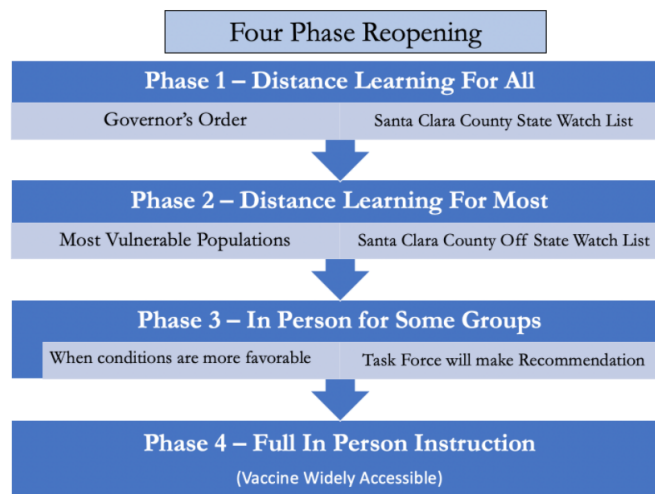 Four Phase Reopening
Phase 1 – Distance Learning For All
Governor’s Order
Santa Clara County State Watch List
Phase 2 – Distance Learning For Most
Most Vulnerable Populations
Santa Clara County Off State Watch List
Phase 3 – In Person for Some Groups
When conditions are more favorable
Task Force will make Recommendation
Phase 4 – Full In Person Instruction
(Vaccine Widely Accessible)